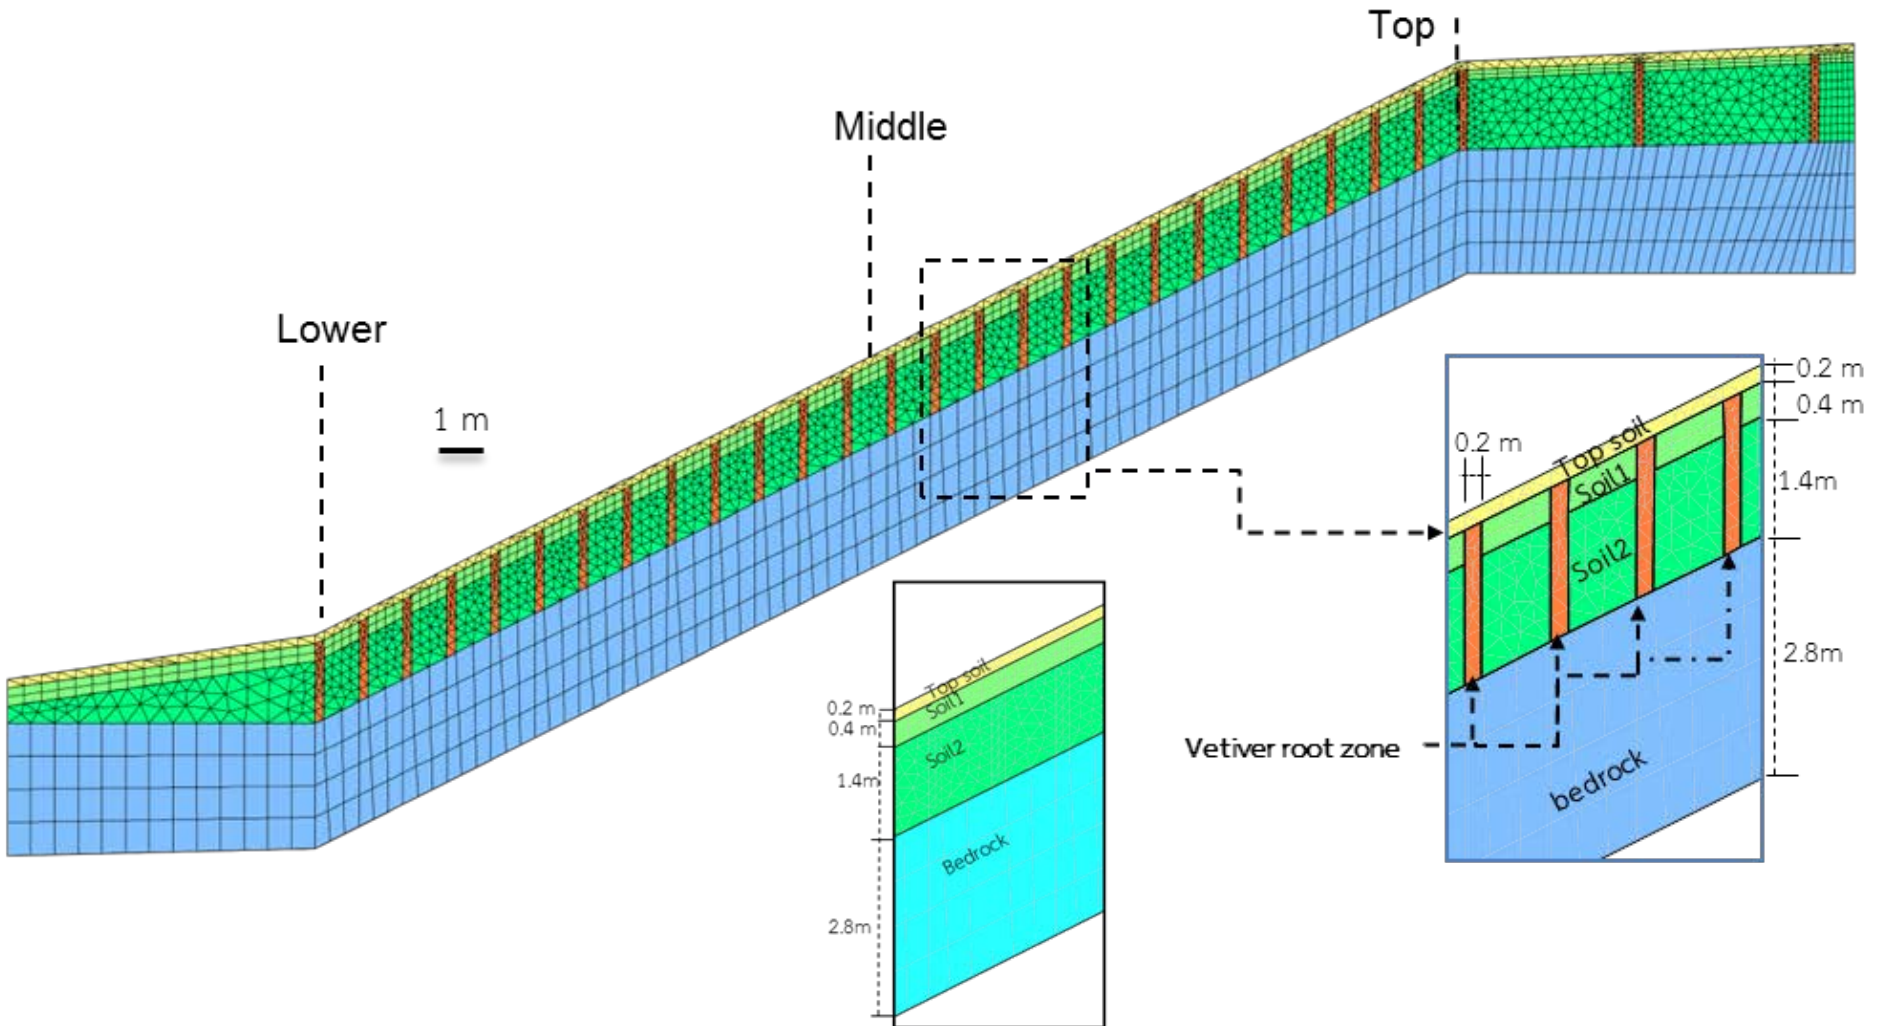 Top
Middle
Lower
1 m
0.2 m
0.4 m
0.2 m
Top soil
Soil1
1.4m
Soil2
2.8m
Vetiver root zone
bedrock
Top soil
0.2 m
Soil1
0.4 m
Soil2
1.4m
Bedrock
2.8m